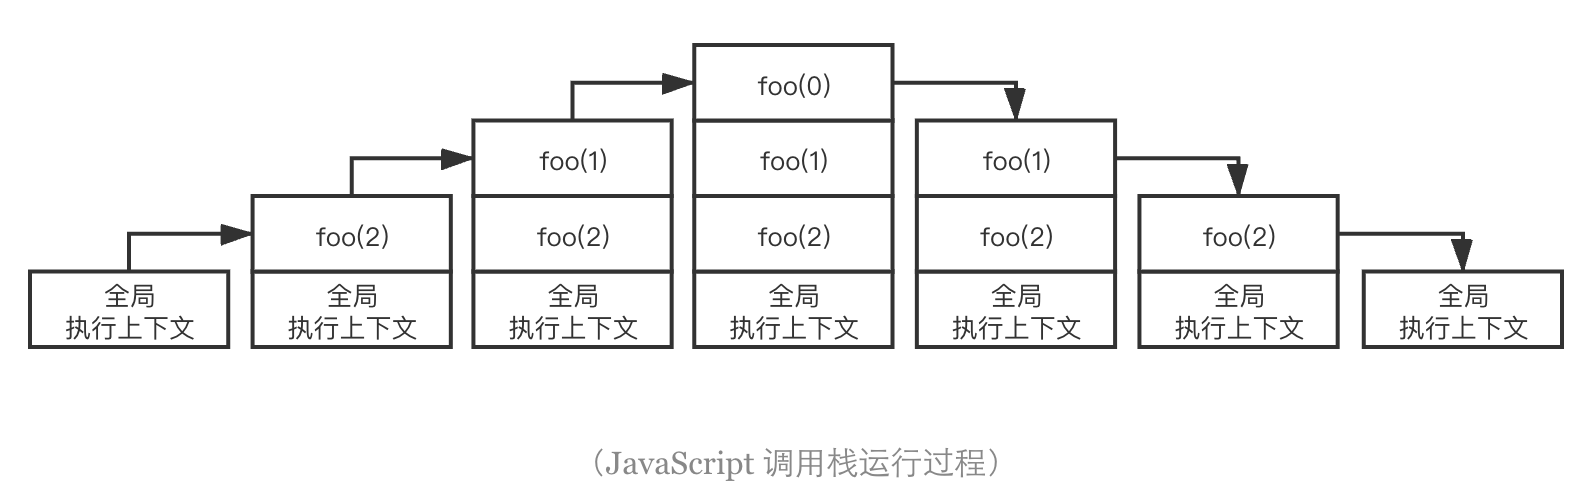 foo(0)
foo(1)
foo(1)
foo(1)
foo(2)
foo(2)
foo(2)
foo(2)
foo(2)
全局
执行上下文
全局
执行上下文
全局
执行上下文
全局
执行上下文
全局
执行上下文
全局
执行上下文
全局
执行上下文
（JavaScript 调用栈运行过程）